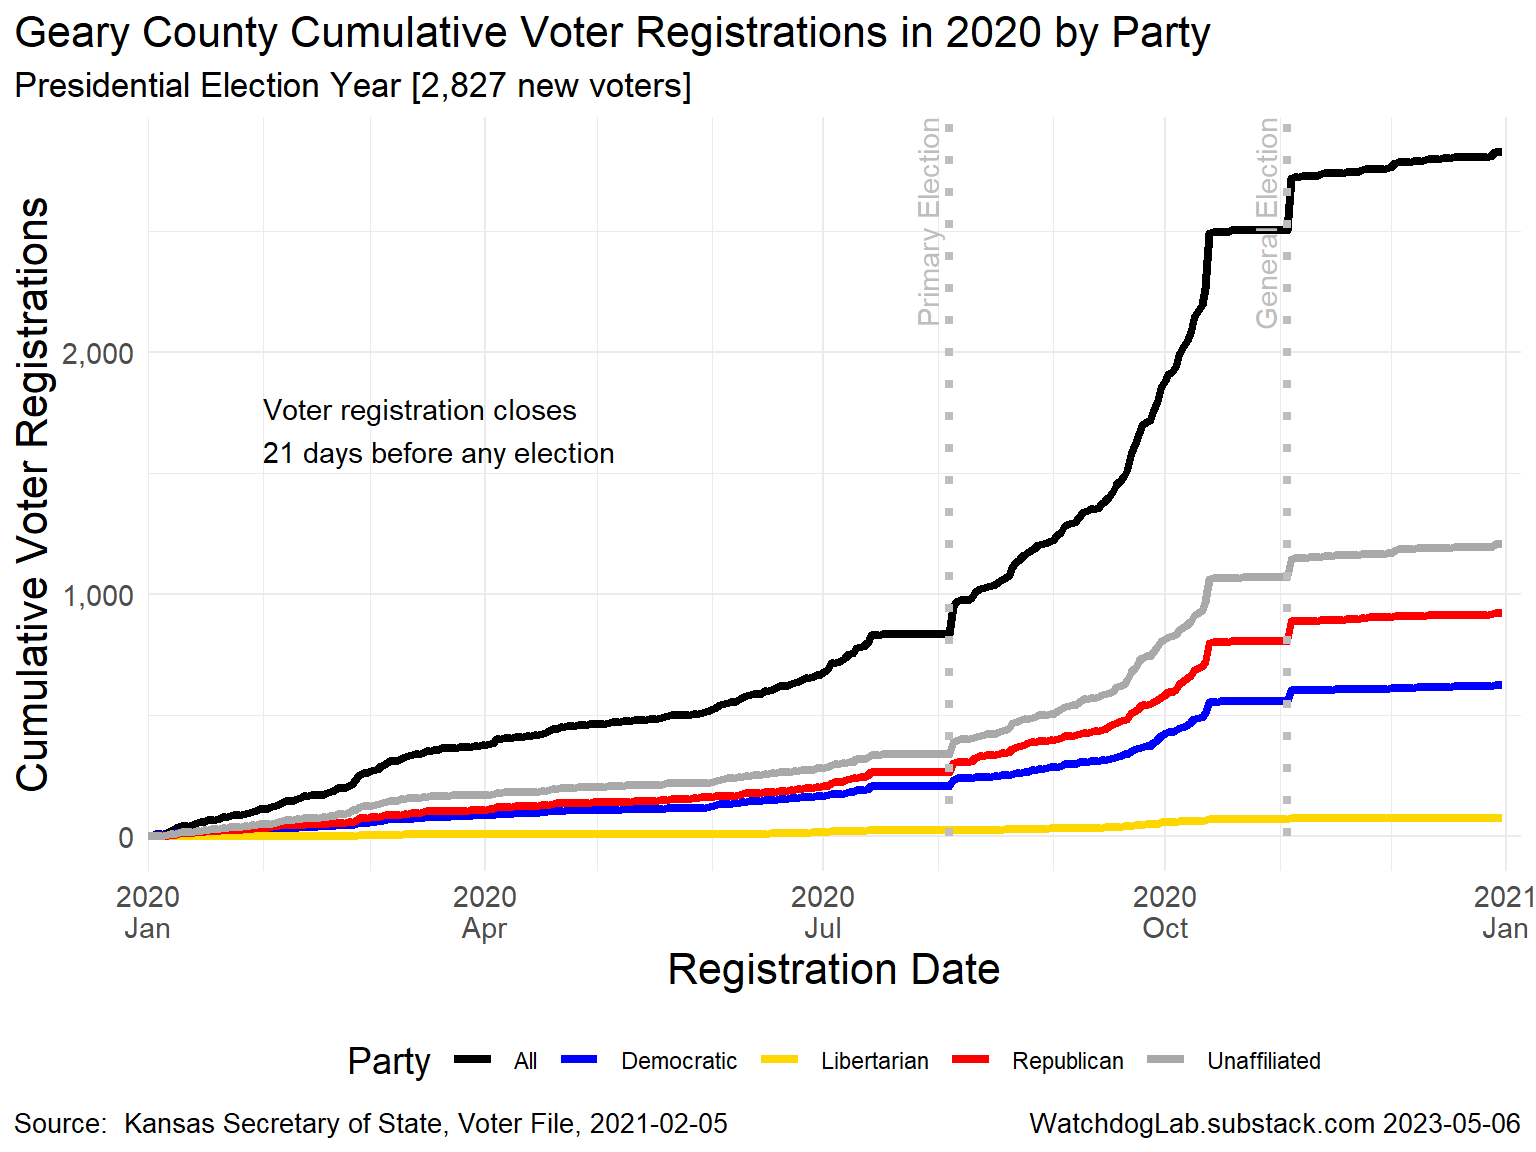 Geary County Cumulative Voter Registrations in 2020 by Party
Presidential Election Year [2,827 new voters]
Cumulative Voter Registrations
2,000
1,000
0
Primary Election
General Election
Voter registration closes
21 days before any election
2020 2020 2020 2020 2021
Jan Apr Jul Oct Jan
Registration Date
Party All Democratic Libertarian Republican Unaffiliated
Source:  Kansas Secretary of State, Voter File, 2021-02-05
WatchdogLab.substack.com 2023-05-06